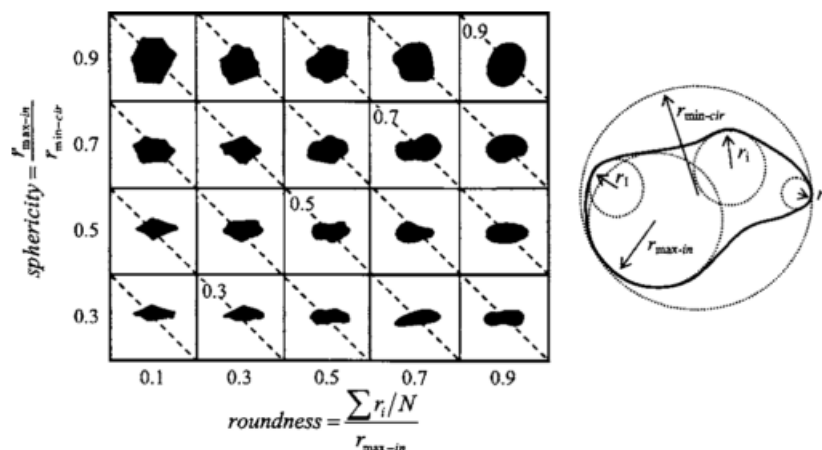 0.9
0.9
r_min-cir
sphericity = r_max-in / r_min-cir
0.7
0.7
r_i
r_1
0.5
0.5
r_max-in
0.3
0.3
0.1 0.3 0.5 0.7 0.9
roundness = ∑ r_i/N / r_max-in